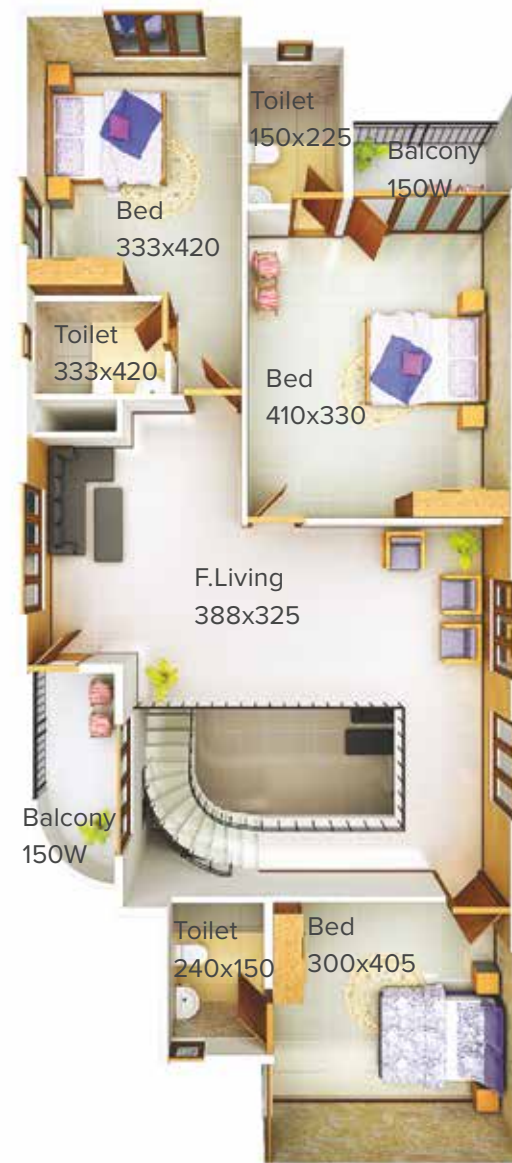 Toilet
150x225
Balcony
150W
Bed
333x420
Toilet
333x420
Bed
410x330
F.Living
388x325
Balcony
150W
Toilet
240x150
Bed
300x405